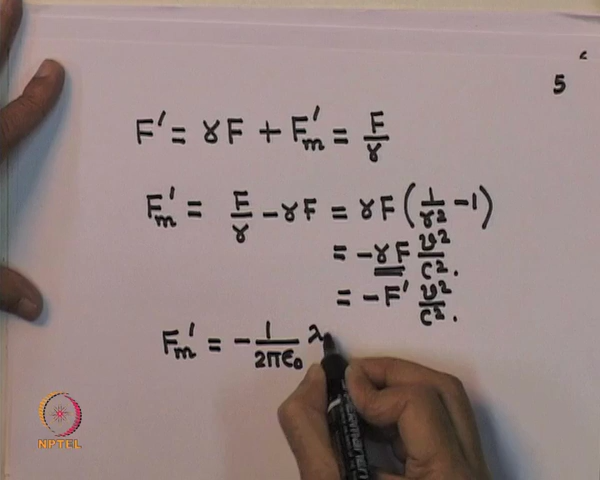 5
F' = γF + F'm = F/γ
F'm = F/γ - γF = γF (1/γ² - 1)
= -γF v²/c².
= -F' v²/c².
F'm = - 1/2πε₀ λ
NPTEL